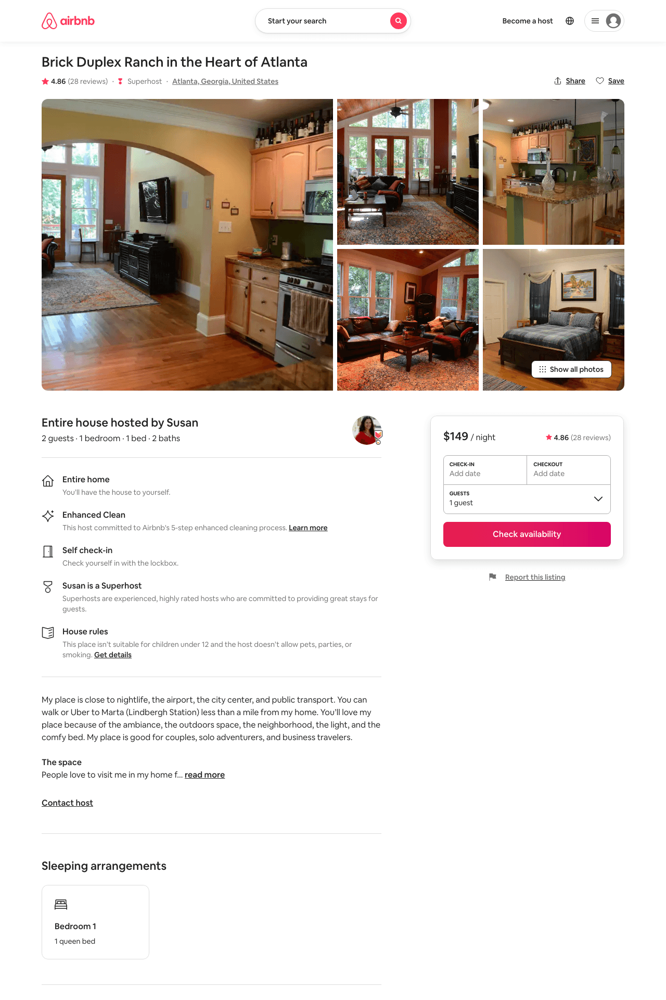 airbnb
Start your search
Become a host
Brick Duplex Ranch in the Heart of Atlanta
4.86 (28 reviews) · Superhost · Atlanta, Georgia, United States
Share
Save
Show all photos
Entire house hosted by Susan
2 guests · 1 bedroom · 1 bed · 2 baths
Entire home
You’ll have the house to yourself.
Enhanced Clean
This host committed to Airbnb's 5-step enhanced cleaning process. Learn more
Self check-in
Check yourself in with the lockbox.
Susan is a Superhost
Superhosts are experienced, highly rated hosts who are committed to providing great stays for
guests.
House rules
This place isn’t suitable for children under 12 and the host doesn’t allow pets, parties, or
smoking. Get details
My place is close to nightlife, the airport, the city center, and public transport. You can
walk or Uber to Marta (Lindbergh Station) less than a mile from my home. You’ll love my
place because of the ambiance, the outdoors space, the neighborhood, the light, and the
comfy bed. My place is good for couples, solo adventurers, and business travelers.
The space
People love to visit me in my home f... read more
Contact host
Sleeping arrangements
Bedroom 1
1 queen bed
$149 / night
4.86 (28 reviews)
CHECK-IN
Add date
CHECKOUT
Add date
GUESTS
1 guest
Check availability
Report this listing